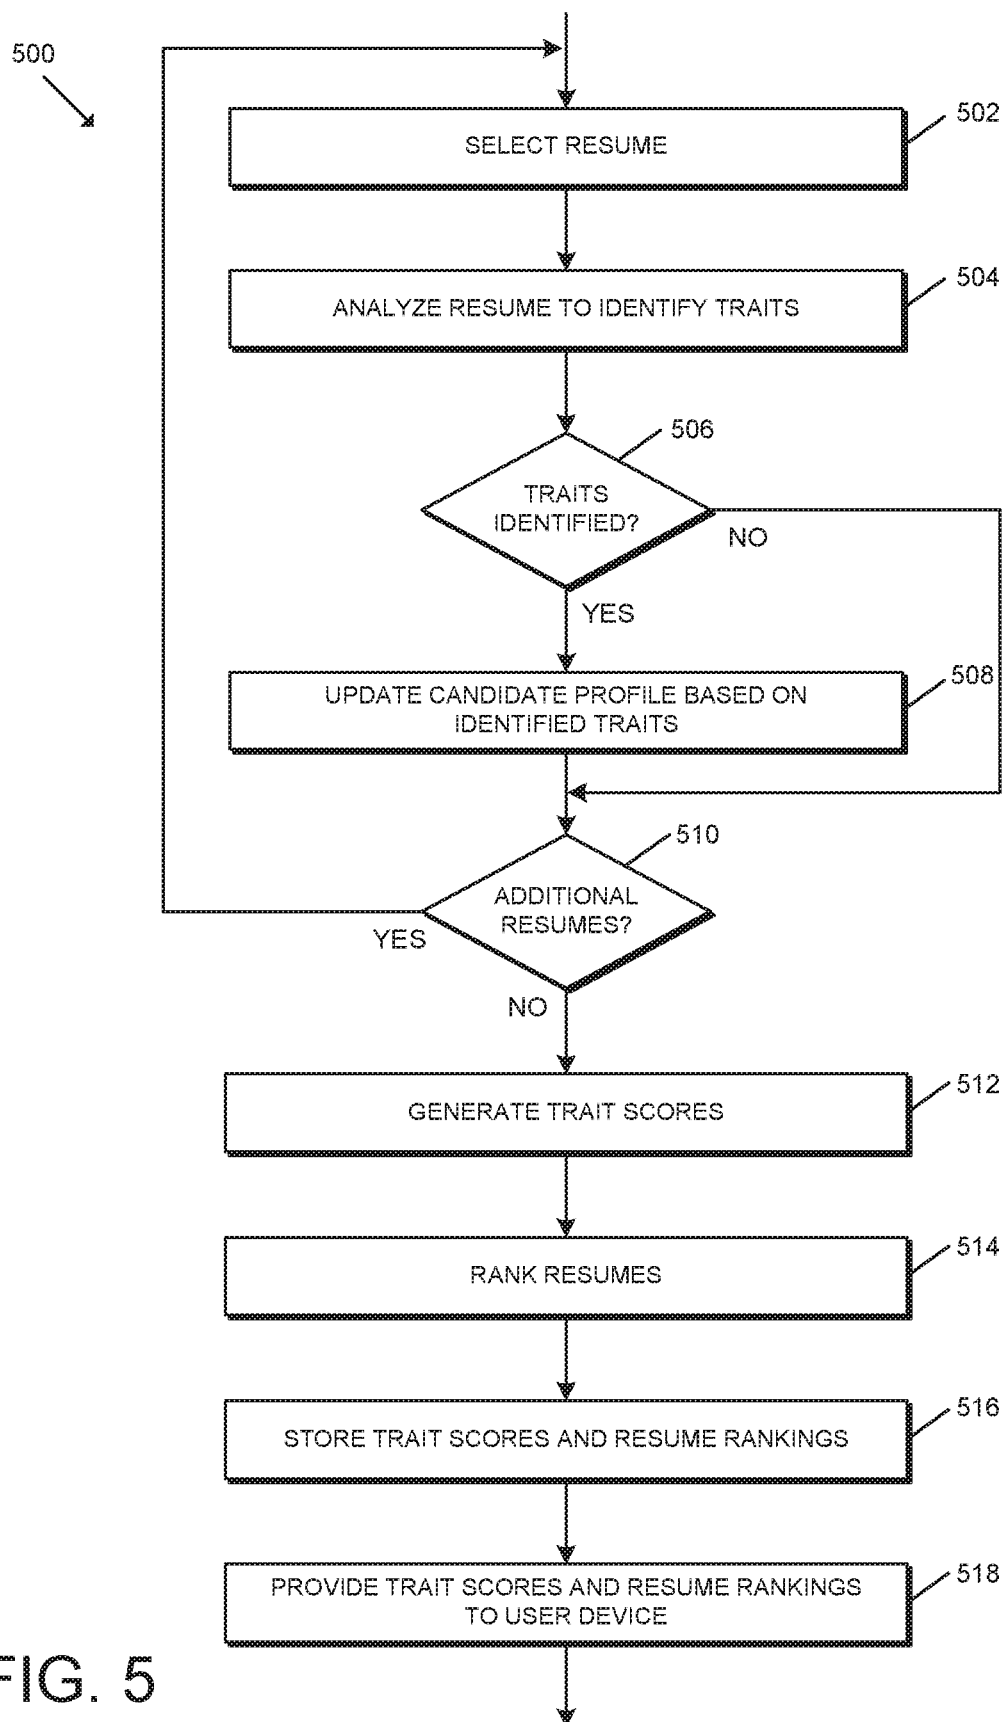 500
502
SELECT RESUME
504
ANALYZE RESUME TO IDENTIFY TRAITS
506
TRAITS
IDENTIFIED?
NO
YES
508
UPDATE CANDIDATE PROFILE BASED ON
IDENTIFIED TRAITS
510
ADDITIONAL
RESUMES?
YES
NO
512
GENERATE TRAIT SCORES
514
RANK RESUMES
516
STORE TRAIT SCORES AND RESUME RANKINGS
518
PROVIDE TRAIT SCORES AND RESUME RANKINGS
TO USER DEVICE
FIG. 5